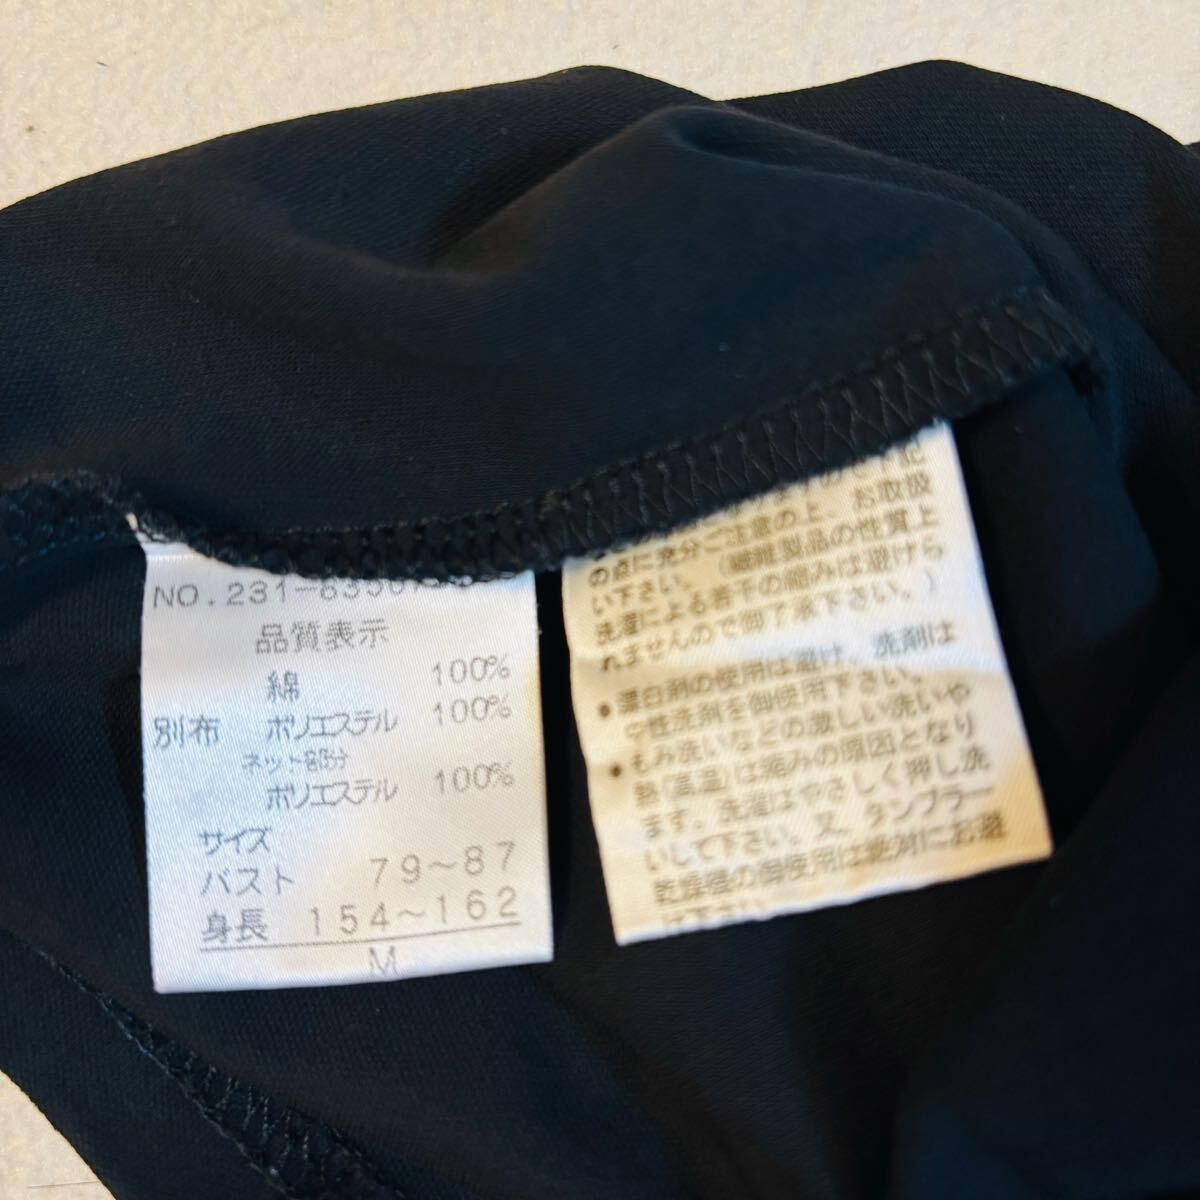 NO.231-
品質表示
綿 100%
別布 ポリエステル 100%
ネット部分
ポリエステル 100%
サイズ
バスト 79~87
身長 154~162
M
の点に充分ご注意の上、お取扱
い下さい。(繊維製品の性質上
洗濯による若干の縮みは避けら
れませんので御了承下さい。)
●漂白剤の使用は避け、洗剤は
中性洗剤を御使用下さい。
●もみ洗いなどの激しい洗いや
熱(高温)は縮みの原因となり
ます、洗濯はやさしく押し洗
いして下さい。又、タンブラー
乾燥機の御使用は絶対にお避
け下さい。